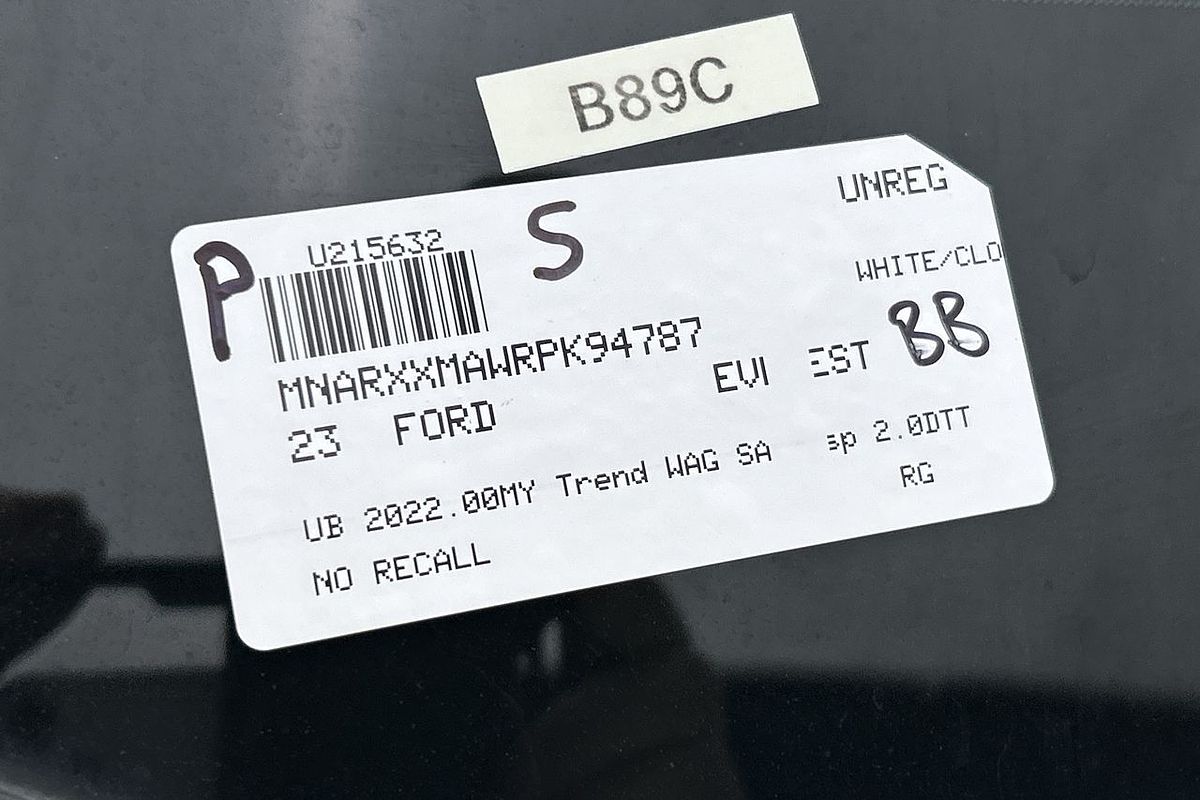 B89C
UNREG
P U215632 S
WHITE/CLO
MNARXXMAWRPK94787
EVI EST BB
23 FORD
UB 2022.00MY Trend WAG SA sp 2.0DTT
RG
NO RECALL